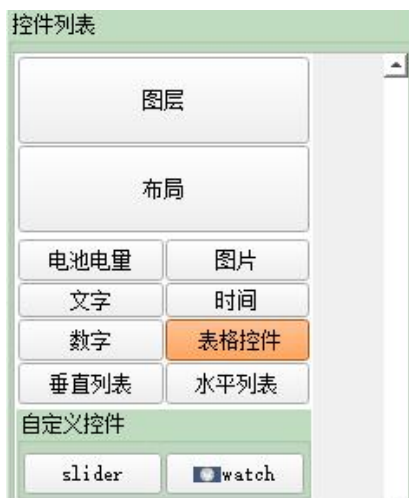 控件列表
图层
布局
电池电量 图片
文字 时间
数字 表格控件
垂直列表 水平列表
自定义控件
slider watch